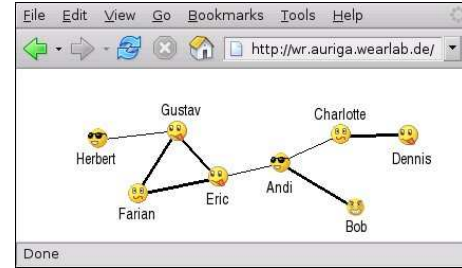 File Edit View Go Bookmarks Tools Help
http://wr.auriga.wearlab.de/
Gustav
Charlotte
Herbert
Dennis
Andi
Eric
Farian
Bob
Done